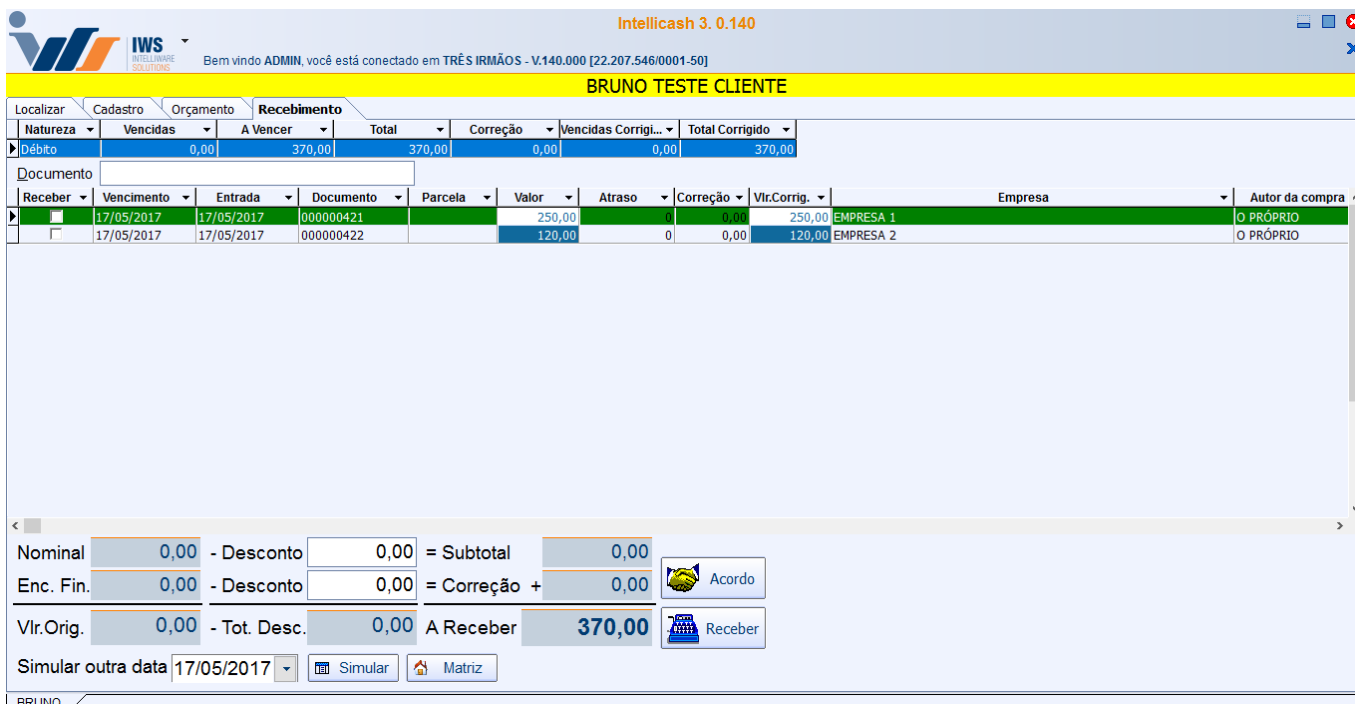 Intellicash 3. 0.140
IWS
INTELLIWARE
SOLUTIONS
Bem vindo ADMIN, você está conectado em TRÊS IRMÃOS - V.140.000 [22.207.546/0001-50]
BRUNO TESTE CLIENTE
Localizar Cadastro Orçamento Recebimento
Natureza Vencidas A Vencer Total Correção Vencidas Corrigi... Total Corrigido
Débito 0,00 370,00 370,00 0,00 0,00 370,00
Documento
Receber Vencimento Entrada Documento Parcela Valor Atraso Correção Vlr.Corrig. Empresa Autor da compra
17/05/2017 17/05/2017 000000421 250,00 0 0,00 250,00 EMPRESA 1 O PRÓPRIO
17/05/2017 17/05/2017 000000422 120,00 0 0,00 120,00 EMPRESA 2 O PRÓPRIO
Nominal 0,00 - Desconto 0,00 = Subtotal 0,00
Enc. Fin. 0,00 - Desconto 0,00 = Correção + 0,00 Acordo
Vlr.Orig. 0,00 - Tot. Desc. 0,00 A Receber 370,00 Receber
Simular outra data 17/05/2017 Simular Matriz
BRUNO